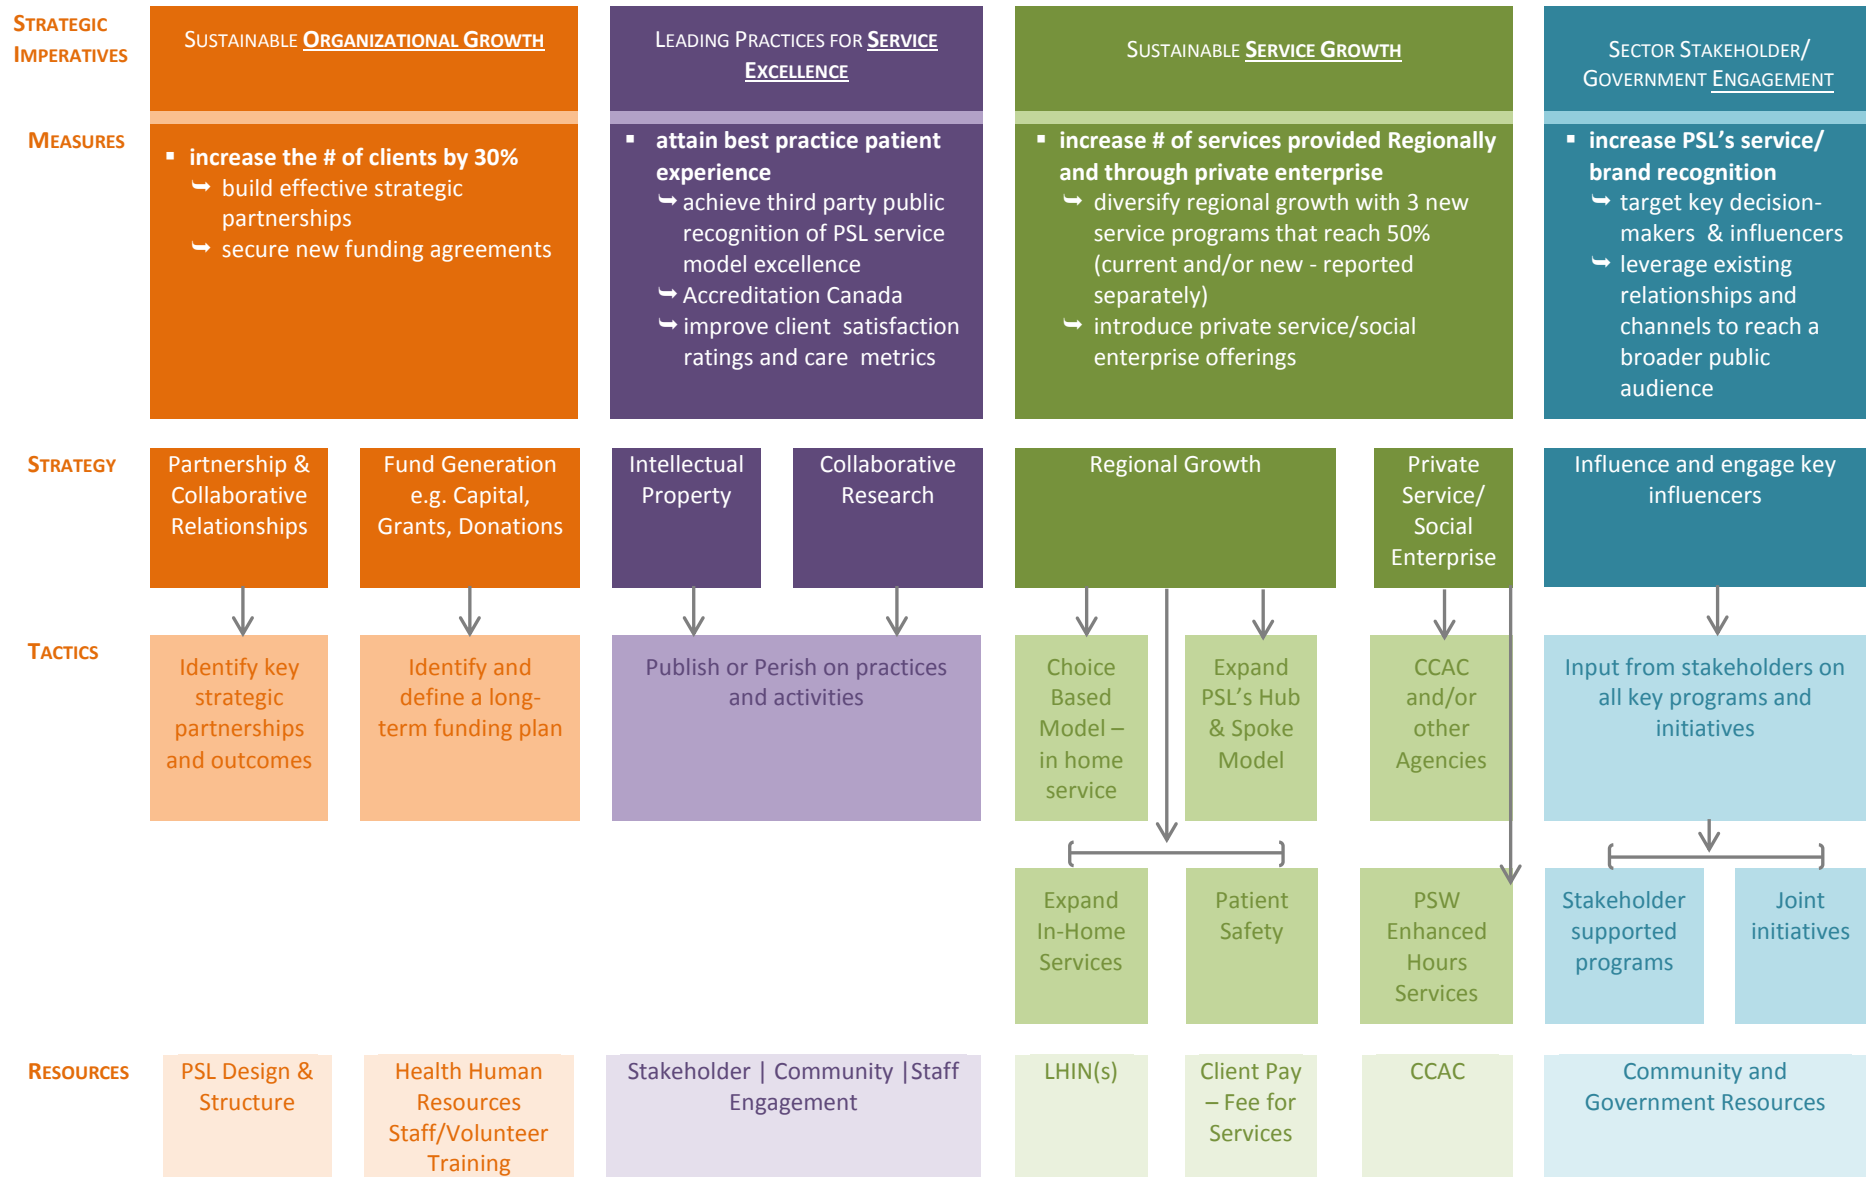 STRATEGIC
IMPERATIVES
SUSTAINABLE ORGANIZATIONAL GROWTH
LEADING PRACTICES FOR SERVICE
EXCELLENCE
SUSTAINABLE SERVICE GROWTH
SECTOR STAKEHOLDER/
GOVERNMENT ENGAGEMENT
MEASURES
▪ increase the # of clients by 30%
➥ build effective strategic
partnerships
➥ secure new funding agreements
▪ attain best practice patient
experience
➥ achieve third party public
recognition of PSL service
model excellence
➥ Accreditation Canada
➥ improve client satisfaction
ratings and care metrics
▪ increase # of services provided Regionally
and through private enterprise
➥ diversify regional growth with 3 new
service programs that reach 50%
(current and/or new - reported
separately)
➥ introduce private service/social
enterprise offerings
▪ increase PSL's service/
brand recognition
➥ target key decision-
makers & influencers
➥ leverage existing
relationships and
channels to reach a
broader public
audience
STRATEGY
Partnership &
Collaborative
Relationships
Fund Generation
e.g. Capital,
Grants, Donations
Intellectual
Property
Collaborative
Research
Regional Growth
Private
Service/
Social
Enterprise
Influence and engage key
influencers
TACTICS
Identify key
strategic
partnerships
and outcomes
Identify and
define a long-
term funding plan
Publish or Perish on practices
and activities
Choice
Based
Model –
in home
service
Expand
PSL's Hub
& Spoke
Model
CCAC
and/or
other
Agencies
Input from stakeholders on
all key programs and
initiatives
Expand
In-Home
Services
Patient
Safety
PSW
Enhanced
Hours
Services
Stakeholder
supported
programs
Joint
initiatives
RESOURCES
PSL Design &
Structure
Health Human
Resources
Staff/Volunteer
Training
Stakeholder | Community |Staff
Engagement
LHIN(s)
Client Pay
– Fee for
Services
CCAC
Community and
Government Resources